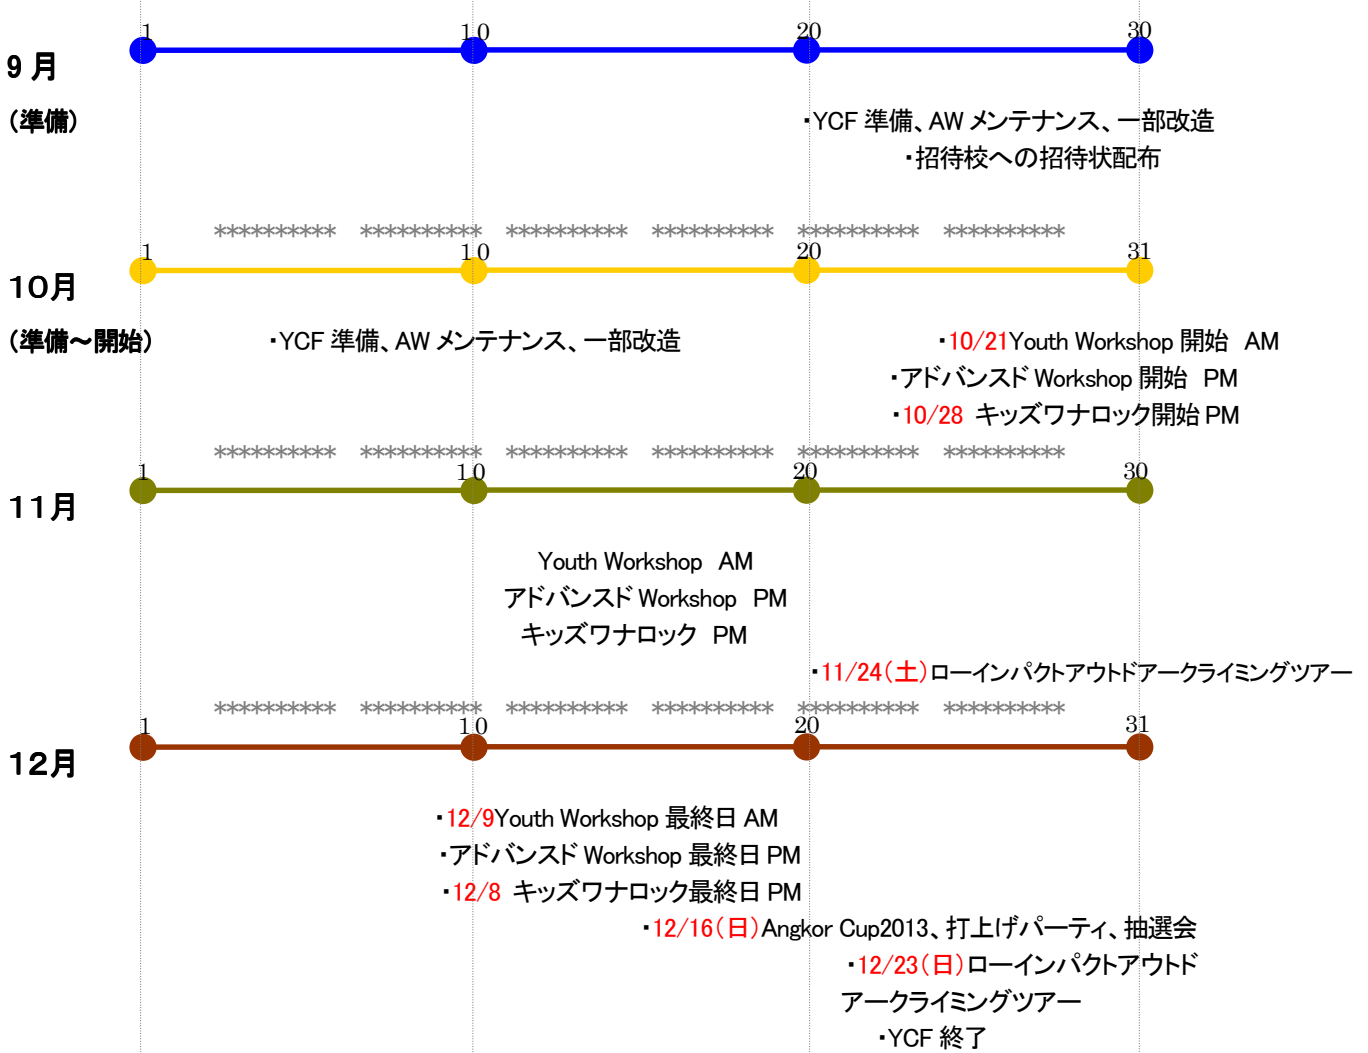 1 10 20 30
9月
(準備)
・YCF 準備、AW メンテナンス、一部改造
・招待校への招待状配布
********** ********** ********** ********** ********** **********
1 10 20 31
10月
(準備～開始)
・YCF 準備、AW メンテナンス、一部改造
・10/21Youth Workshop 開始 AM
・アドバンスド Workshop 開始 PM
・10/28 キッズワナロック開始 PM
********** ********** ********** ********** ********** **********
1 10 20 30
11月
Youth Workshop AM
アドバンスド Workshop PM
キッズワナロック PM
・11/24(土)ローインパクトアウトドアークライミングツアー
********** ********** ********** ********** ********** **********
1 10 20 31
12月
・12/9Youth Workshop 最終日 AM
・アドバンスド Workshop 最終日 PM
・12/8 キッズワナロック最終日 PM
・12/16(日)Angkor Cup2013、打上げパーティ、抽選会
・12/23(日)ローインパクトアウトド
アークライミングツアー
・YCF 終了